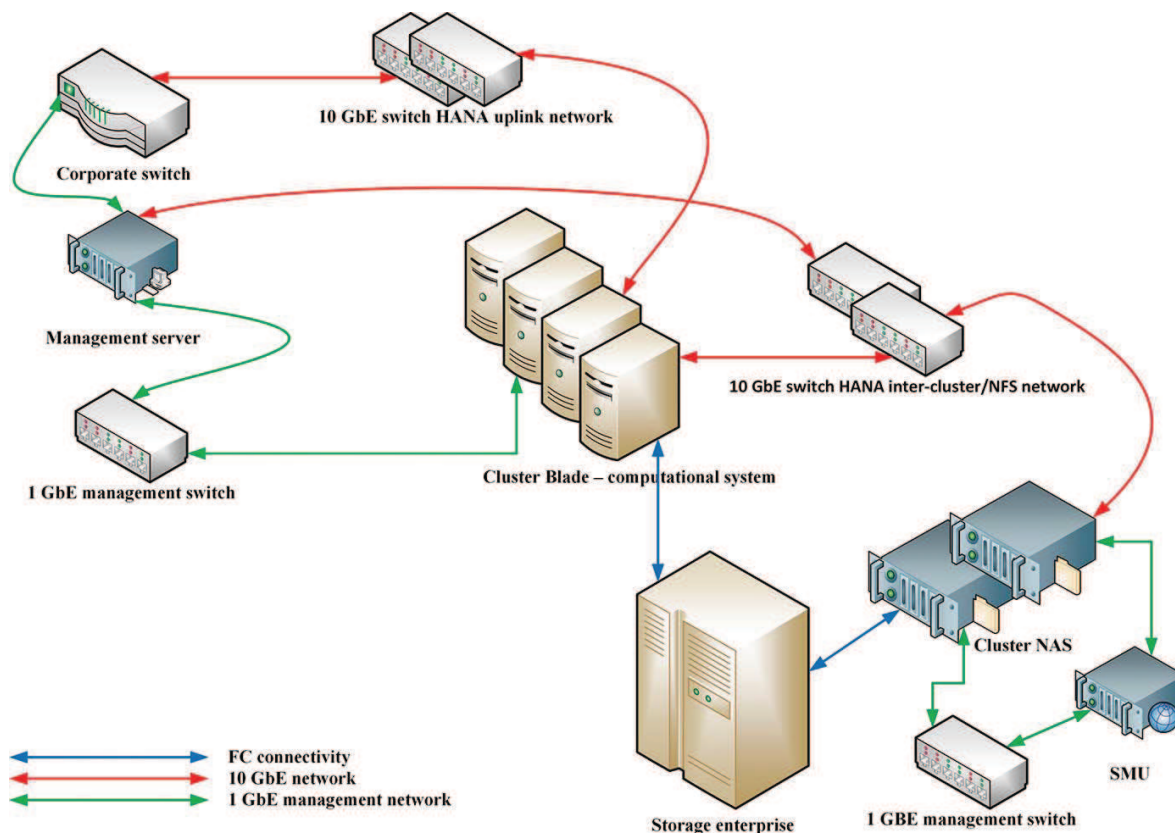 10 GbE switch HANA uplink network
Corporate switch
Management server
10 GbE switch HANA inter-cluster/NFS network
Cluster Blade – computational system
1 GbE management switch
Cluster NAS
FC connectivity
10 GbE network
1 GbE management network
SMU
1 GBE management switch
Storage enterprise